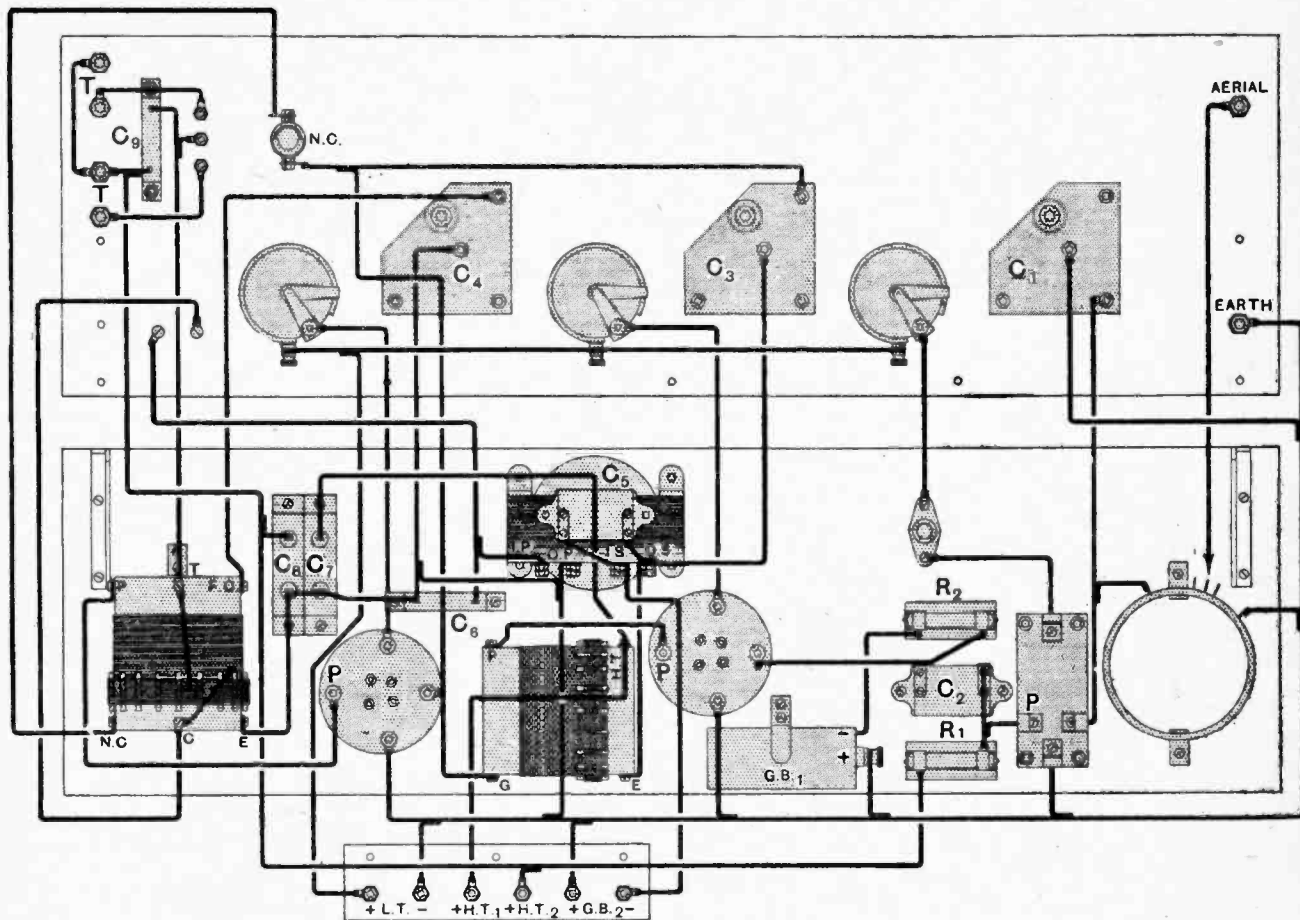 T
C9
T
N.C.
C4
C3
C1
AERIAL
EARTH
P
T
F.O.
C8
C7
C5
I.P.
O.P.
I.S.
O.S.
C6
R2
P
P
H.T.
P
C2
P
N.C
C
E
G
E
G.B.1
-
+
R1
+ L.T. - +H.T.1 +H.T.2 +G.B.2-